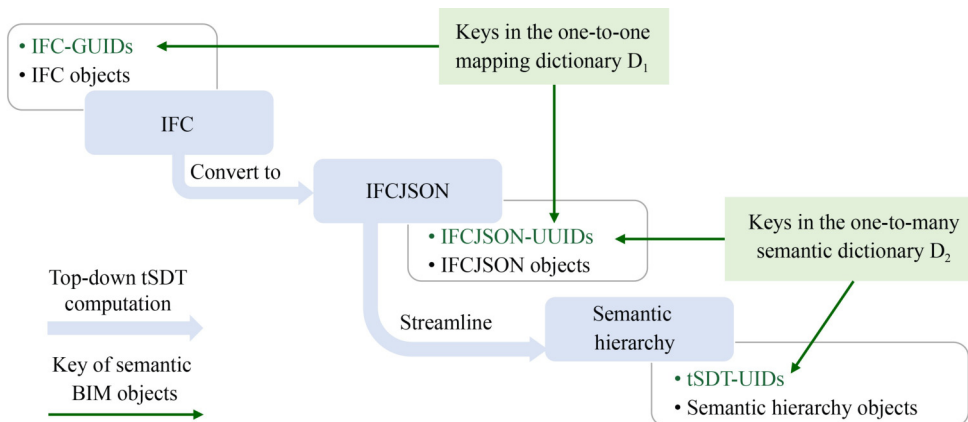 • IFC-GUIDs
• IFC objects
Keys in the one-to-one
mapping dictionary D₁
IFC
Convert to
IFCJSON
• IFCJSON-UUIDs
• IFCJSON objects
Keys in the one-to-many
semantic dictionary D₂
Top-down tSDT
computation
Streamline
Semantic
hierarchy
Key of semantic
BIM objects
• tSDT-UIDs
• Semantic hierarchy objects